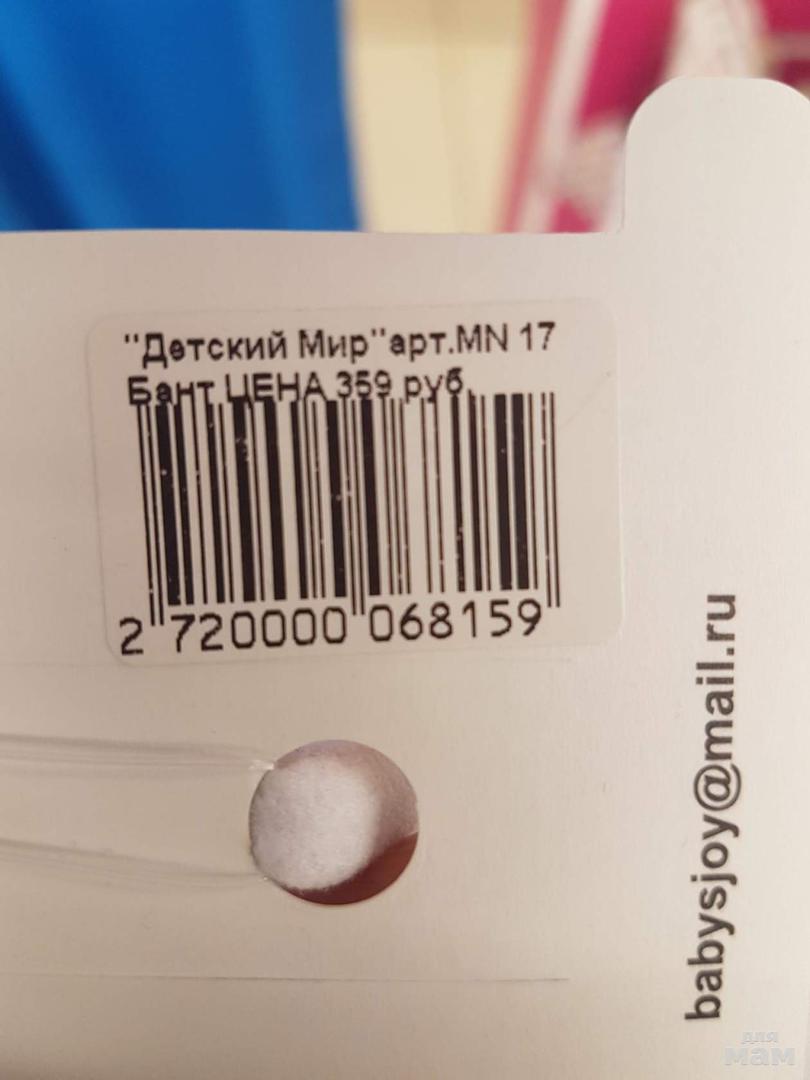 "Детский Мир"арт.MN 17
Бант ЦЕНА 359 руб.
2 720000 068159
babysjoy@mail.ru
для
мам